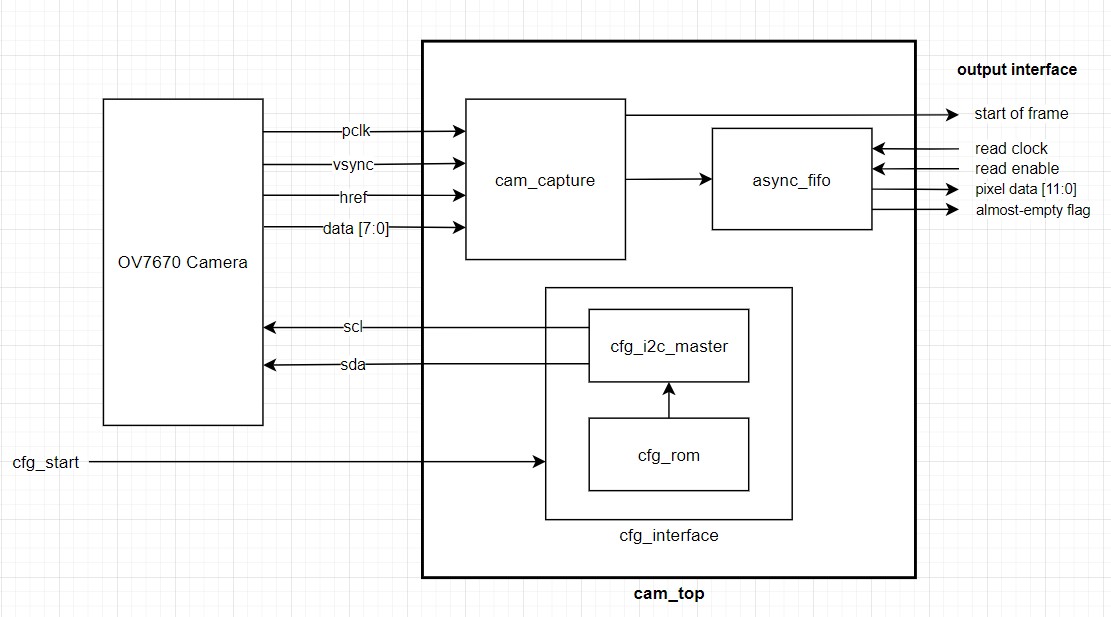 output interface
start of frame
pclk
read clock
vsync
read enable
cam_capture
async_fifo
pixel data [11:0]
href
almost-empty flag
data [7:0]
OV7670 Camera
scl
cfg_i2c_master
sda
cfg_rom
cfg_start
cfg_interface
cam_top